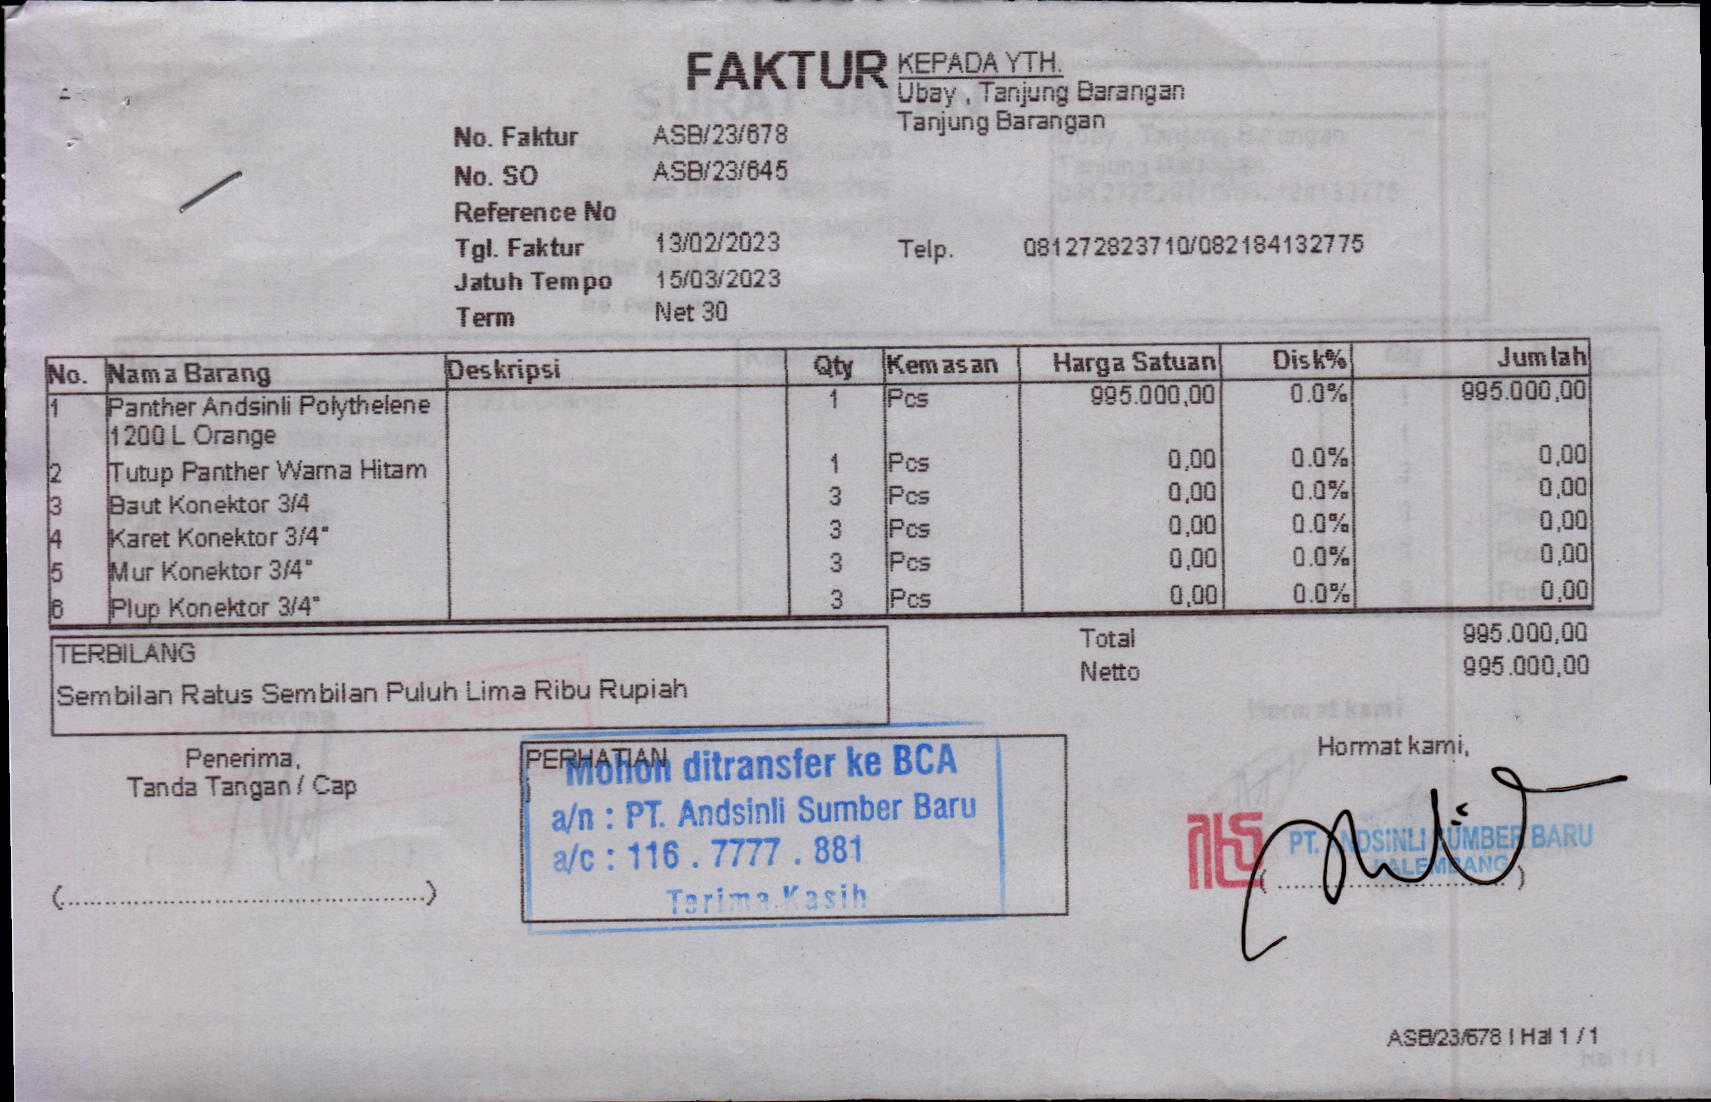 FAKTUR
KEPADA YTH.
Ubay , Tanjung Barangan
Tanjung Barangan
No. Faktur ASB/23/678
No. SO ASB/23/645
Reference No
Tgl. Faktur 13/02/2023
Telp. 081272823710/082184132775
Jatuh Tempo 15/03/2023
Term Net 30
No. Nama Barang Deskripsi Qty Kemasan Harga Satuan Disk% Jumlah
1 Panther Andsinli Polythelene 1 Pcs 995.000,00 0.0% 995.000,00
1200 L Orange
2 Tutup Panther Warna Hitam 1 Pcs 0,00 0.0% 0,00
3 Baut Konektor 3/4 3 Pcs 0,00 0.0% 0,00
4 Karet Konektor 3/4" 3 Pcs 0,00 0.0% 0,00
5 Mur Konektor 3/4" 3 Pcs 0,00 0.0% 0,00
6 Plup Konektor 3/4" 3 Pcs 0,00 0.0% 0,00
Total 995.000,00
Netto 995.000,00
TERBILANG
Sembilan Ratus Sembilan Puluh Lima Ribu Rupiah
Penerima,
Tanda Tangan / Cap
(................................................)
PERHATIAN
Mohon ditransfer ke BCA
a/n : PT. Andsinli Sumber Baru
a/c : 116 . 7777 . 881
Terima Kasih
Hormat kami,
PT. ANDSINLI SUMBER BARU
PALEMBANG
(................................)
ASB/23/678 | Hal 1 / 1